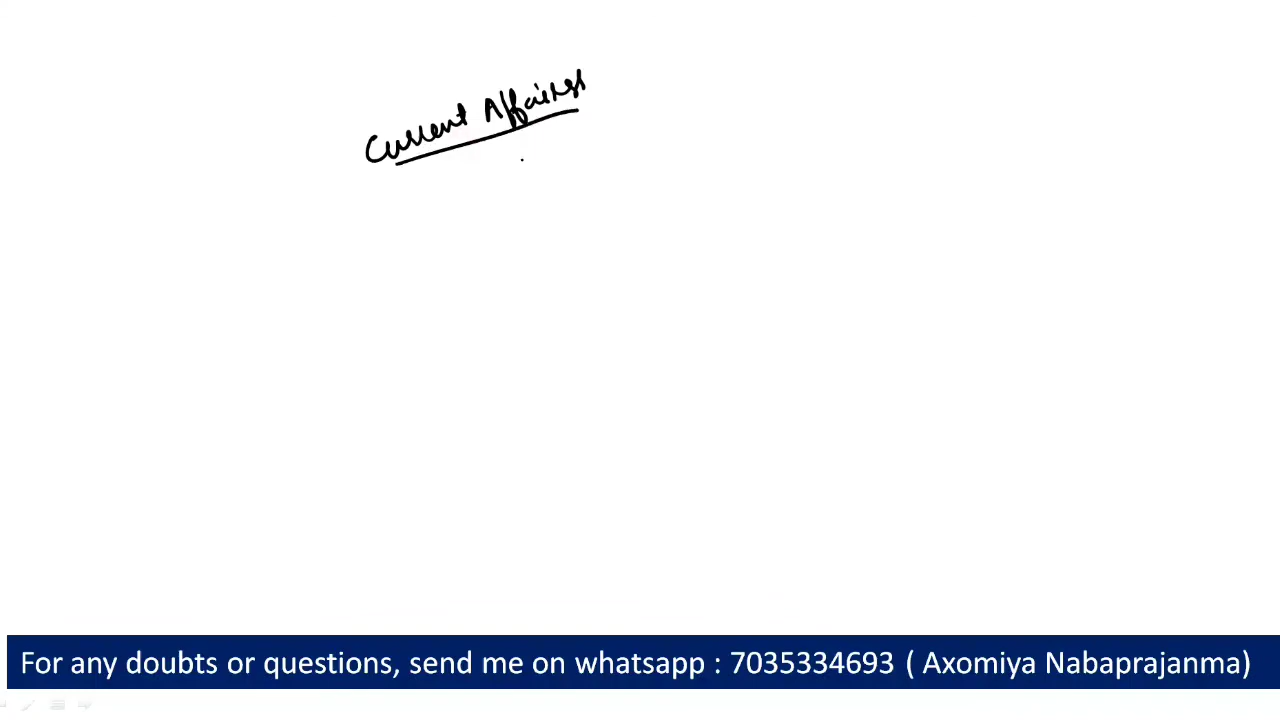 Current Affairs
For any doubts or questions, send me on whatsapp : 7035334693 ( Axomiya Nabaprajanma)